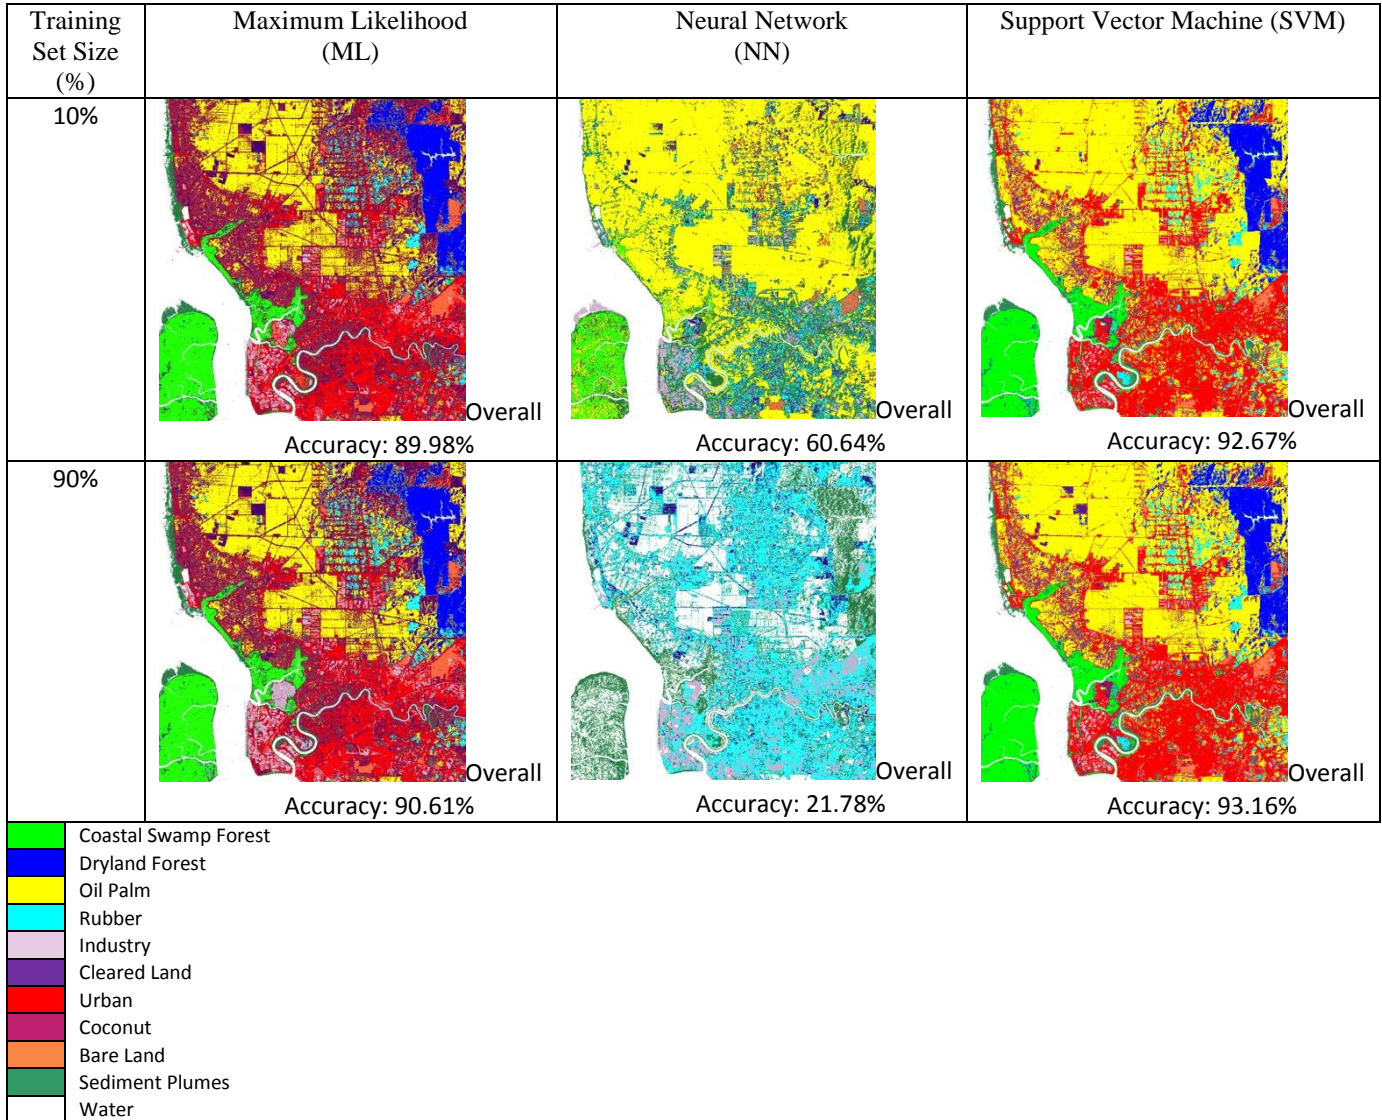 Training
Set Size
(%)
Maximum Likelihood
(ML)
Neural Network
(NN)
Support Vector Machine (SVM)
10%
Overall
Accuracy: 89.98%
Overall
Accuracy: 60.64%
Overall
Accuracy: 92.67%
90%
Overall
Accuracy: 90.61%
Overall
Accuracy: 21.78%
Overall
Accuracy: 93.16%
Coastal Swamp Forest
Dryland Forest
Oil Palm
Rubber
Industry
Cleared Land
Urban
Coconut
Bare Land
Sediment Plumes
Water